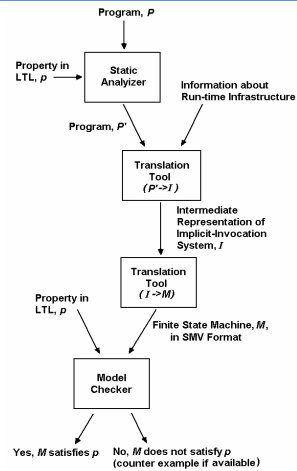 Program, P
Property in
LTL, p
Static
Analyizer
Information about
Run-time Infrastructure
Program, P'
Translation
Tool
(P'->I )
Intermediate
Representation of
Implicit-Invocation
System, I
Translation
Tool
( I ->M)
Property in
LTL, p
Finite State Machine, M,
in SMV Format
Model
Checker
Yes, M satisfies p
No, M does not satisfy p
(counter example if available)